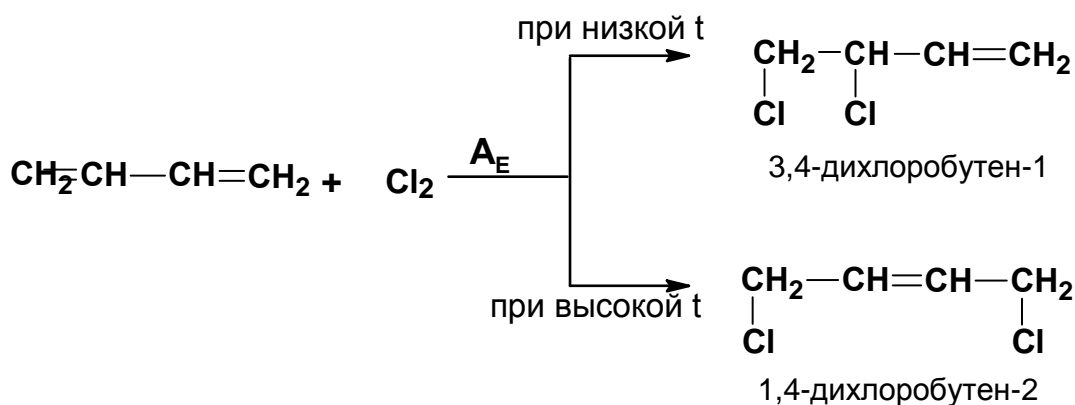 при низкой t
CH₂—CH—CH=CH₂
Cl Cl
3,4-дихлоробутен-1
CH₂=CH—CH=CH₂ + Cl₂ A_E
при высокой t
CH₂—CH=CH—CH₂
Cl Cl
1,4-дихлоробутен-2